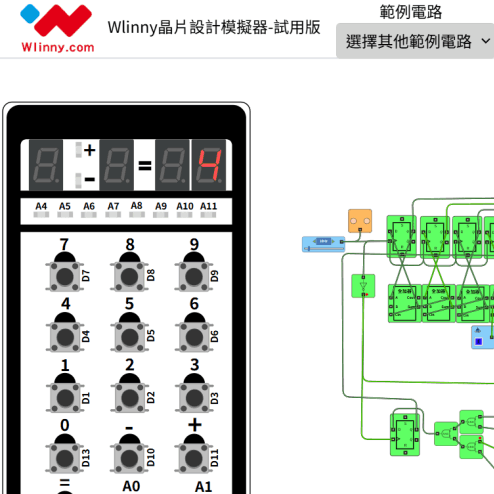 Wlinny.com
Wlinny晶片設計模擬器-試用版
範例電路
選擇其他範例電路
+
-
=
4
A4 A5 A6 A7 A8 A9 A10 A11
7 8 9
D7 D8 D9
4 5 6
D4 D5 D6
1 2 3
D1 D2 D3
0 - +
D13 D10 D11
= A0 A1